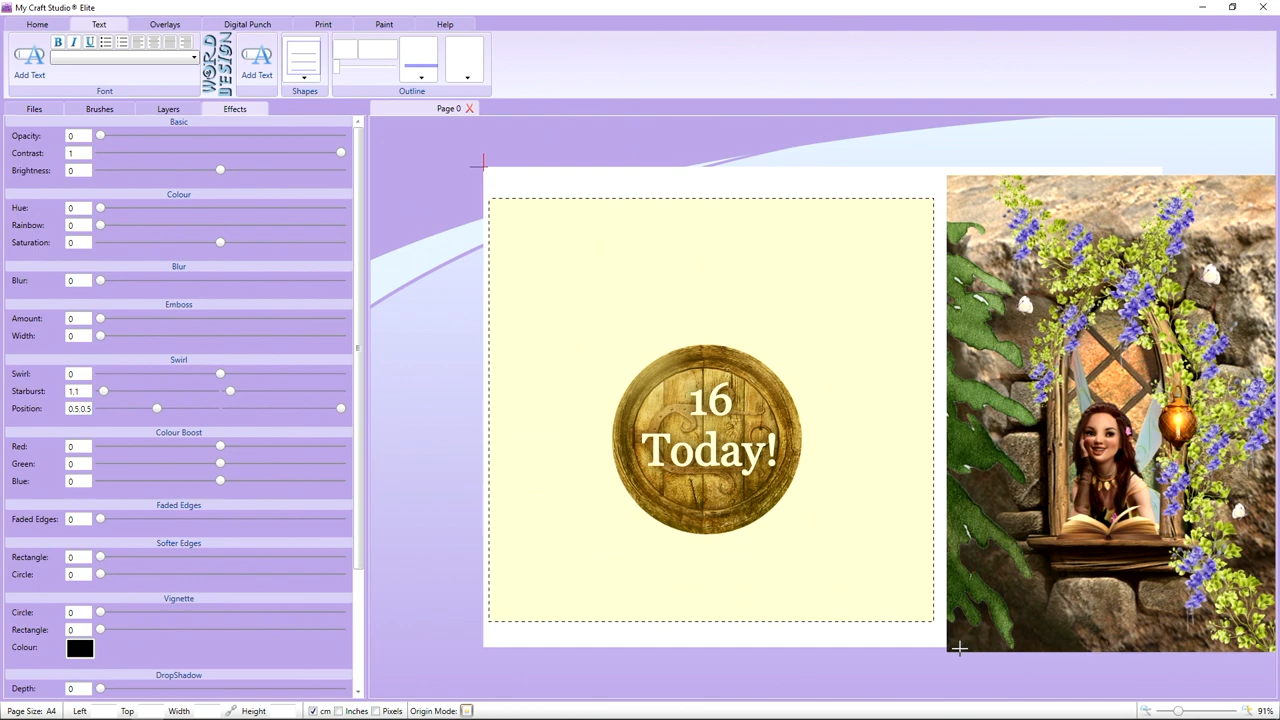 My Craft Studio® Elite
Home Text Overlays Digital Punch Print Paint Help
B I U
Add Text
WORD DESIGN
Add Text
Font Shapes Outline
Files Brushes Layers Effects
Page 0 X
Basic
Opacity: 0
Contrast: 1
Brightness: 0
Colour
Hue: 0
Rainbow: 0
Saturation: 0
Blur
Blur: 0
Emboss
Amount: 0
Width: 0
Swirl
Swirl: 0
Starburst: 1,1
Position: 0.5,0.5
Colour Boost
Red: 0
Green: 0
Blue: 0
Faded Edges
Faded Edges: 0
Softer Edges
Rectangle: 0
Circle: 0
Vignette
Circle: 0
Rectangle: 0
Colour:
DropShadow
Depth: 0
16
Today!
Page Size: A4 Left Top Width Height cm Inches Pixels Origin Mode: 91%